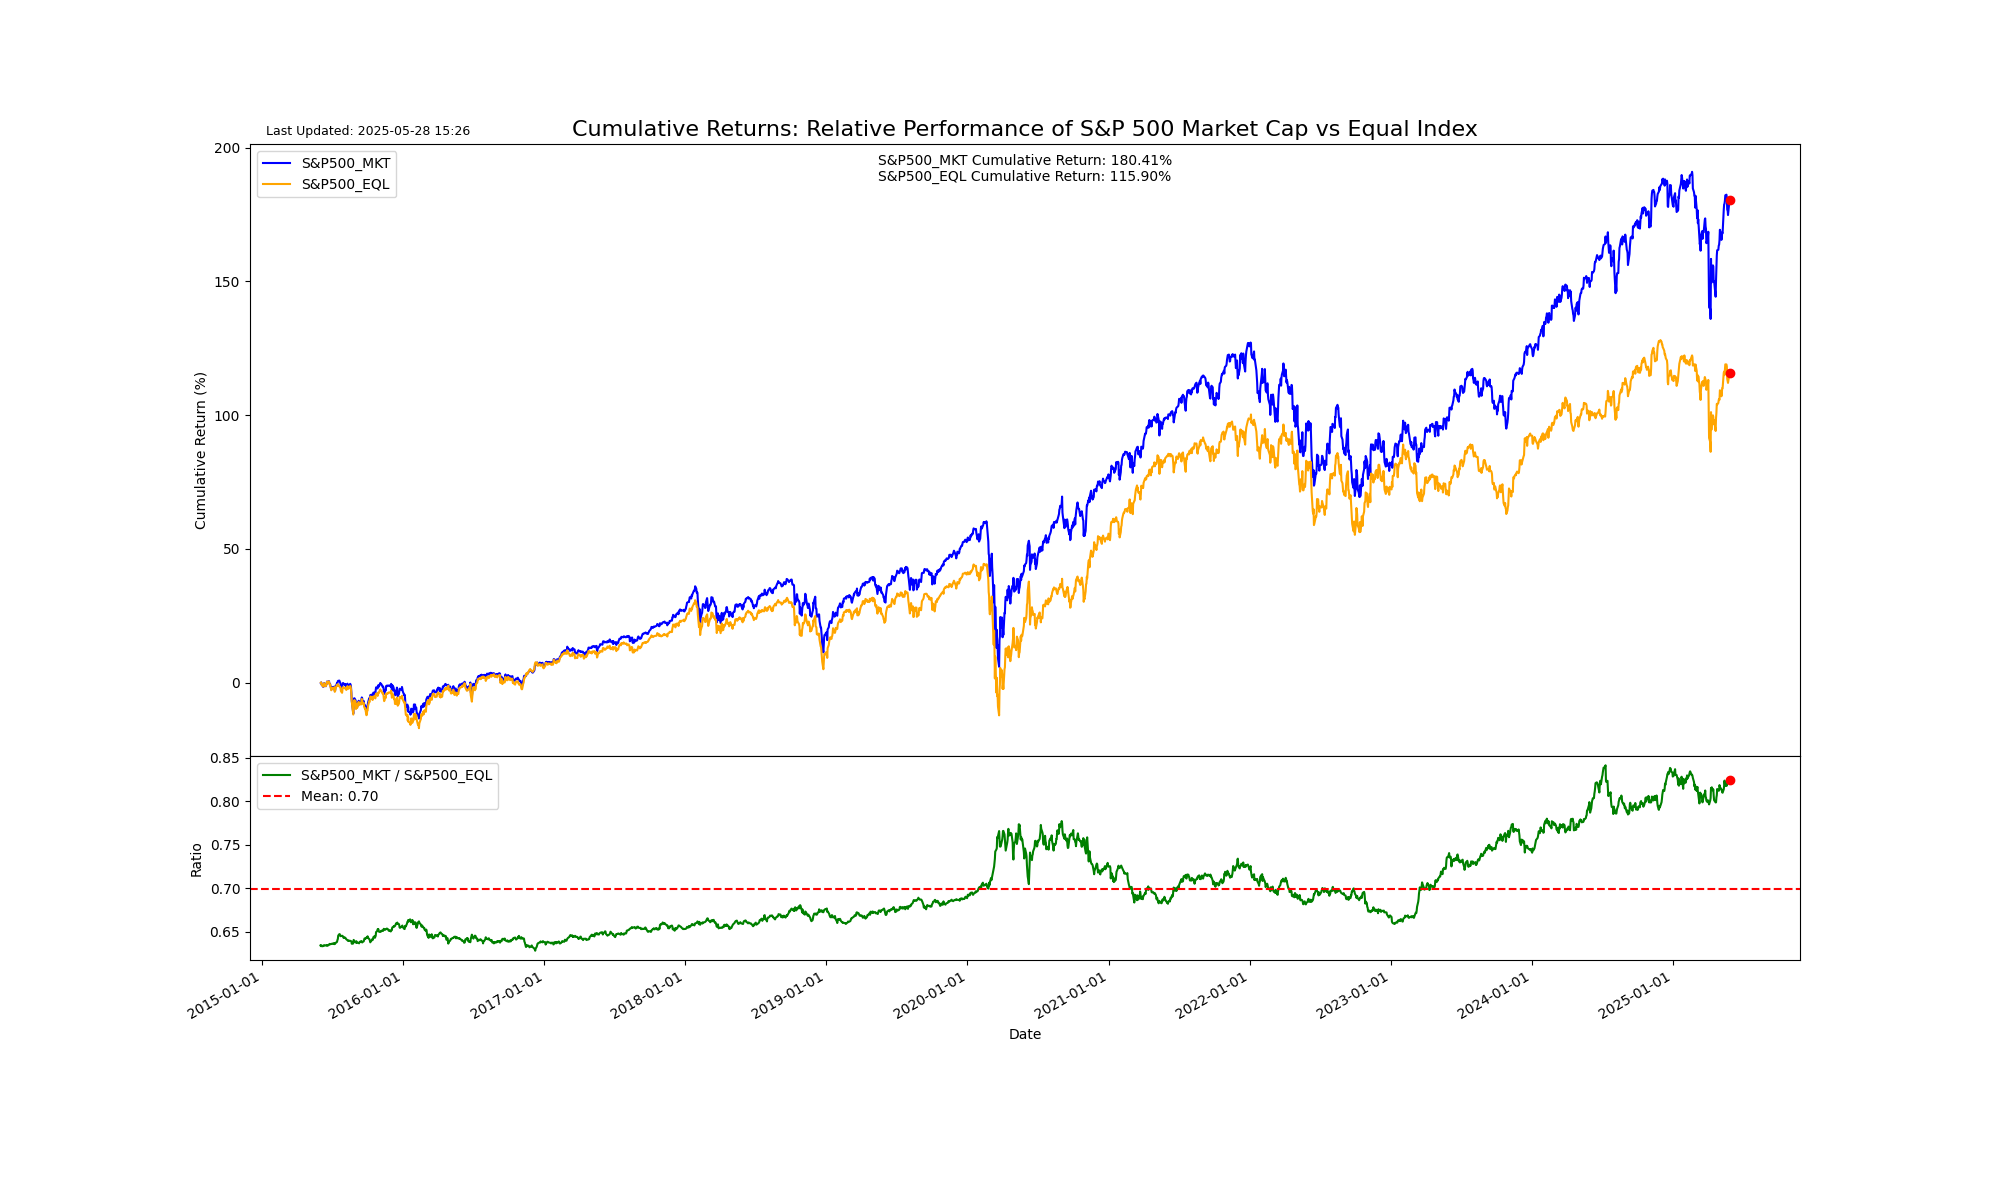 Last Updated: 2025-05-28 15:26
Cumulative Returns: Relative Performance of S&P 500 Market Cap vs Equal Index
S&P500_MKT
S&P500_EQL
S&P500_MKT Cumulative Return: 180.41%
S&P500_EQL Cumulative Return: 115.90%
Cumulative Return (%)
200
150
100
50
0
S&P500_MKT / S&P500_EQL
Mean: 0.70
Ratio
0.85
0.80
0.75
0.70
0.65
2015-01-01
2016-01-01
2017-01-01
2018-01-01
2019-01-01
2020-01-01
2021-01-01
2022-01-01
2023-01-01
2024-01-01
2025-01-01
Date